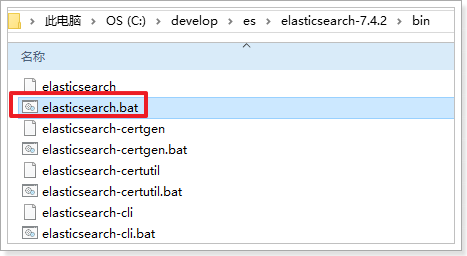 此电脑 › OS (C:) › develop › es › elasticsearch-7.4.2 › bin
名称
elasticsearch
elasticsearch.bat
elasticsearch-certgen
elasticsearch-certgen.bat
elasticsearch-certutil
elasticsearch-certutil.bat
elasticsearch-cli
elasticsearch-cli.bat